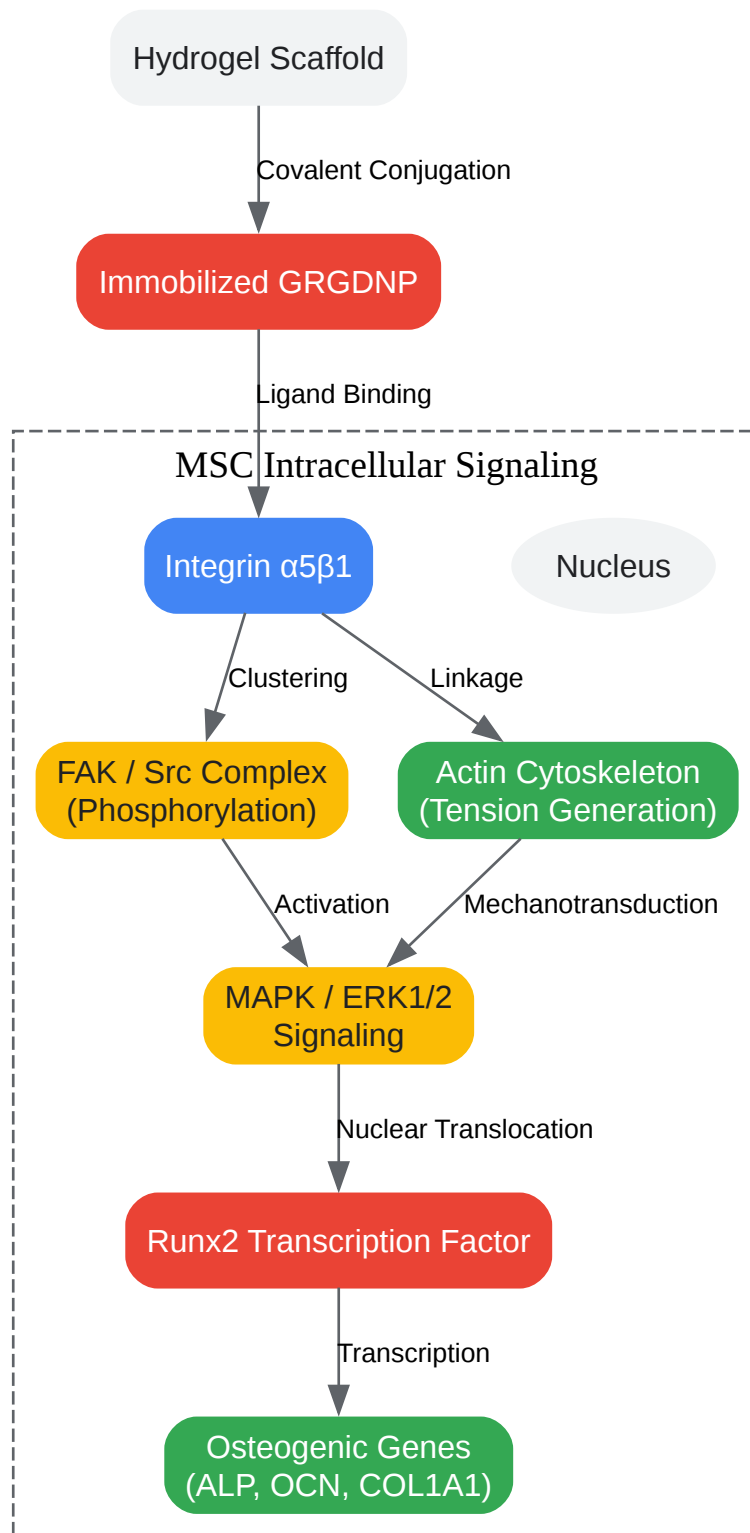 Hydrogel Scaffold
Covalent Conjugation
Immobilized GRGDNP
Ligand Binding
MSC Intracellular Signaling
Integrin α5β1
Nucleus
Clustering
Linkage
FAK / Src Complex
(Phosphorylation)
Actin Cytoskeleton
(Tension Generation)
Activation
Mechanotransduction
MAPK / ERK1/2
Signaling
Nuclear Translocation
Runx2 Transcription Factor
Transcription
Osteogenic Genes
(ALP, OCN, COL1A1)